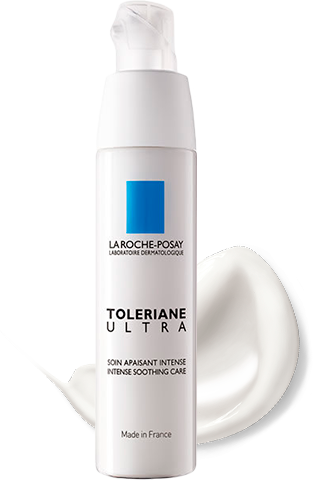 LA ROCHE-POSAY
LABORATOIRE DERMATOLOGIQUE
TOLERIANE
ULTRA
SOIN APAISANT INTENSE
INTENSE SOOTHING CARE
Made in France